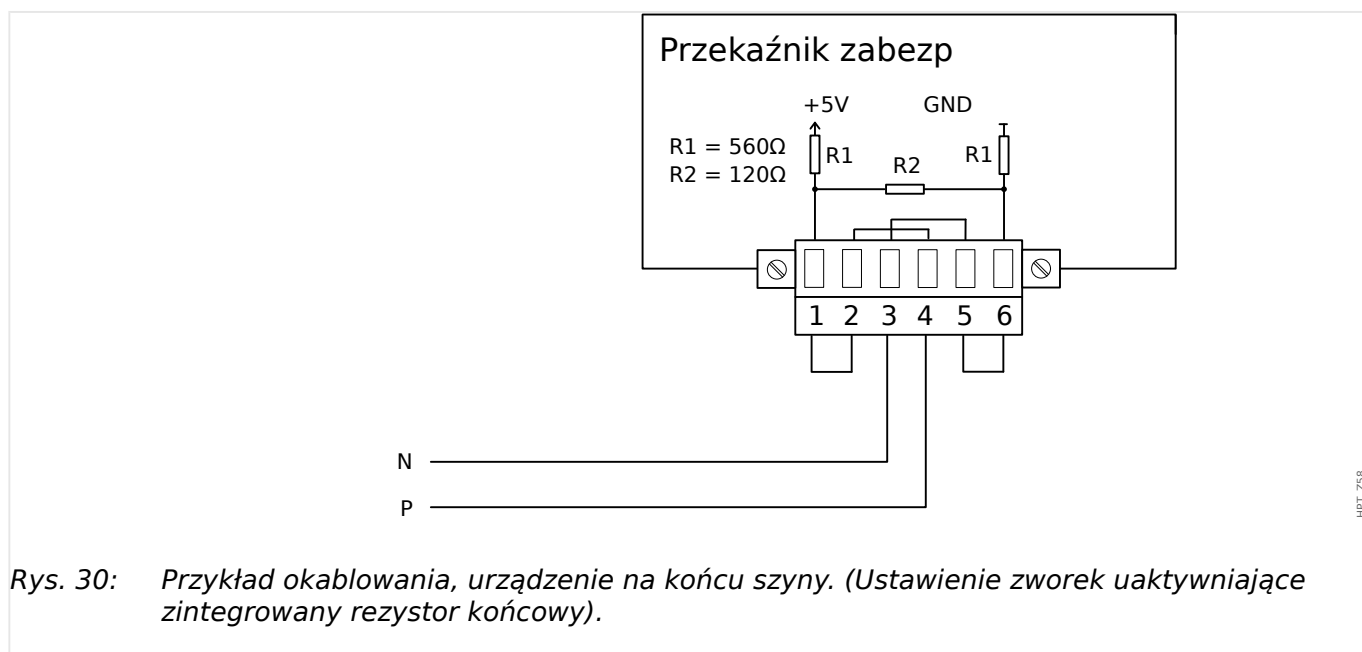 Przekaźnik zabezp
+5V GND
R1 = 560Ω
R2 = 120Ω
R1 R2 R1
1 2 3 4 5 6
N
P
HPT_Z58
Rys. 30: Przykład okablowania, urządzenie na końcu szyny. (Ustawienie zworek uaktywniające
zintegrowany rezystor końcowy).